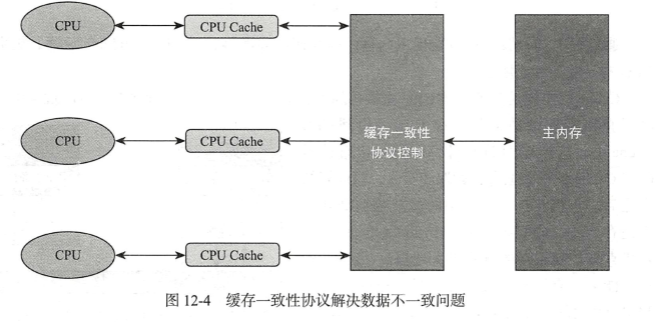 CPU
CPU Cache
CPU
CPU Cache
缓存一致性
协议控制
主内存
CPU
CPU Cache
图 12-4 缓存一致性协议解决数据不一致问题